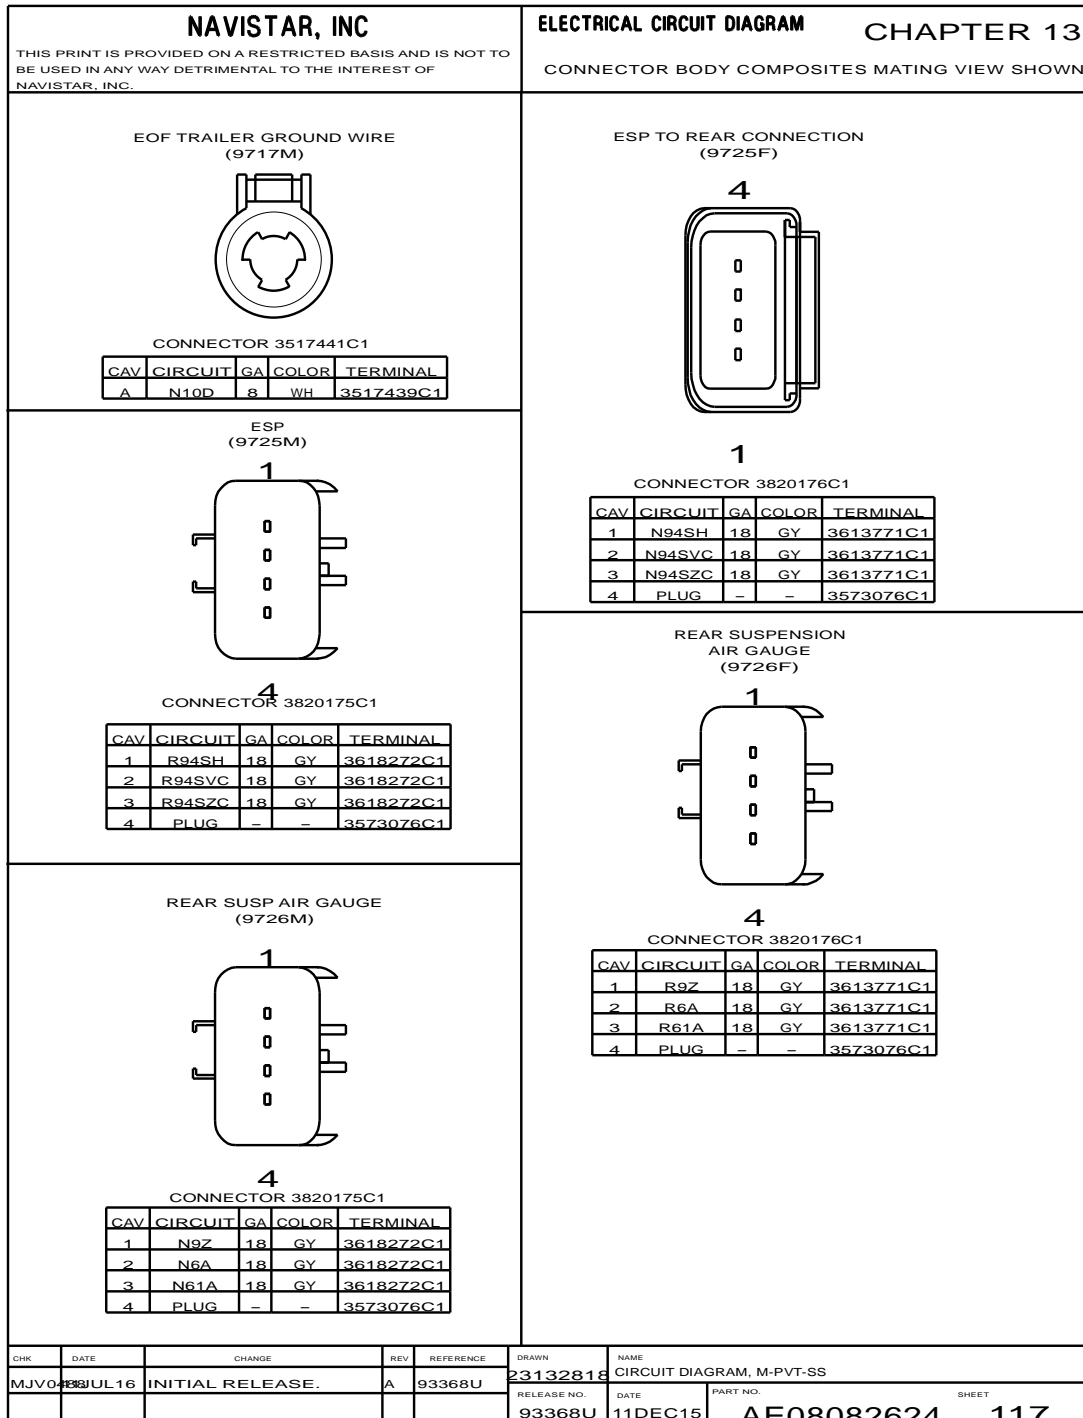 NAVISTAR, INC
THIS PRINT IS PROVIDED ON A RESTRICTED BASIS AND IS NOT TO
BE USED IN ANY WAY DETRIMENTAL TO THE INTEREST OF
NAVISTAR, INC.
ELECTRICAL CIRCUIT DIAGRAM
CHAPTER 13
CONNECTOR BODY COMPOSITES MATING VIEW SHOWN
EOF TRAILER GROUND WIRE
(9717M)
CONNECTOR 3517441C1
CAV CIRCUIT GA COLOR TERMINAL
A N10D 8 WH 3517439C1
ESP
(9725M)
1
4
CONNECTOR 3820175C1
CAV CIRCUIT GA COLOR TERMINAL
1 R94SH 18 GY 3618272C1
2 R94SVC 18 GY 3618272C1
3 R94SZC 18 GY 3618272C1
4 PLUG – – 3573076C1
REAR SUSP AIR GAUGE
(9726M)
1
4
CONNECTOR 3820175C1
CAV CIRCUIT GA COLOR TERMINAL
1 N9Z 18 GY 3618272C1
2 N6A 18 GY 3618272C1
3 N61A 18 GY 3618272C1
4 PLUG – – 3573076C1
ESP TO REAR CONNECTION
(9725F)
4
1
CONNECTOR 3820176C1
CAV CIRCUIT GA COLOR TERMINAL
1 N94SH 18 GY 3613771C1
2 N94SVC 18 GY 3613771C1
3 N94SZC 18 GY 3613771C1
4 PLUG – – 3573076C1
REAR SUSPENSION
AIR GAUGE
(9726F)
1
4
CONNECTOR 3820176C1
CAV CIRCUIT GA COLOR TERMINAL
1 R9Z 18 GY 3613771C1
2 R6A 18 GY 3613771C1
3 R61A 18 GY 3613771C1
4 PLUG – – 3573076C1
CHK DATE CHANGE REV REFERENCE
INITIAL RELEASE. A 93368U
DRAWN
23132818
NAME
CIRCUIT DIAGRAM, M-PVT-SS
RELEASE NO.
93368U
DATE
11DEC15
PART NO.
AE08082624
SHEET
117